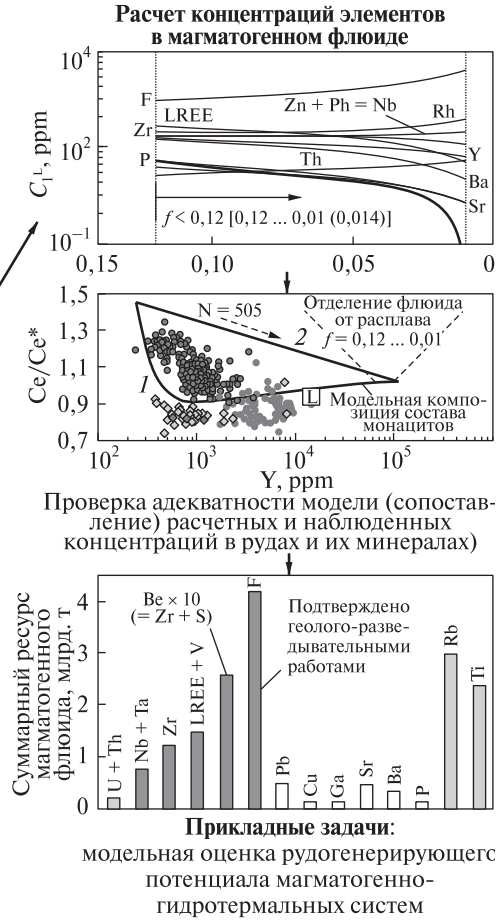 Расчет концентраций элементов
в магматогенном флюиде
C₁ᴸ, ppm
10⁴
10²
10⁻¹
F
LREE
Zr
P
Zn + Ph = Nb
Rh
Th
Y
Ba
Sr
f < 0,12 [0,12 ... 0,01 (0,014)]
0,15
0,10
0,05
0
Ce/Ce*
1,5
1,3
1,1
0,9
0,7
N = 505
2
1
Отделение флюида
от расплава
f = 0,12 ... 0,01
L
Модельная компо-
зиция состава
монацитов
10²
10³
10⁴
10⁵
Y, ppm
Проверка адекватности модели (сопостав-
ление) расчетных и наблюденных
концентраций в рудах и их минералах)
Суммарный ресурс
магматогенного
флюида, млрд. т
4
3
2
1
0
U + Th
Nb + Ta
Zr
LREE + V
Be × 10
(= Zr + S)
F
Подтверждено
геолого-разве-
дывательными
работами
Pb
Cu
Ga
Sr
Ba
P
Rb
Ti
Прикладные задачи:
модельная оценка рудогенерирующего
потенциала магматогенно-
гидротермальных систем